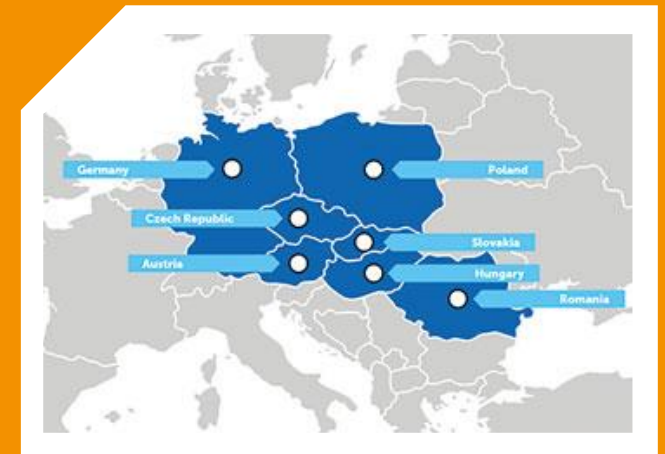 Germany
Poland
Czech Republic
Slovakia
Austria
Hungary
Romania